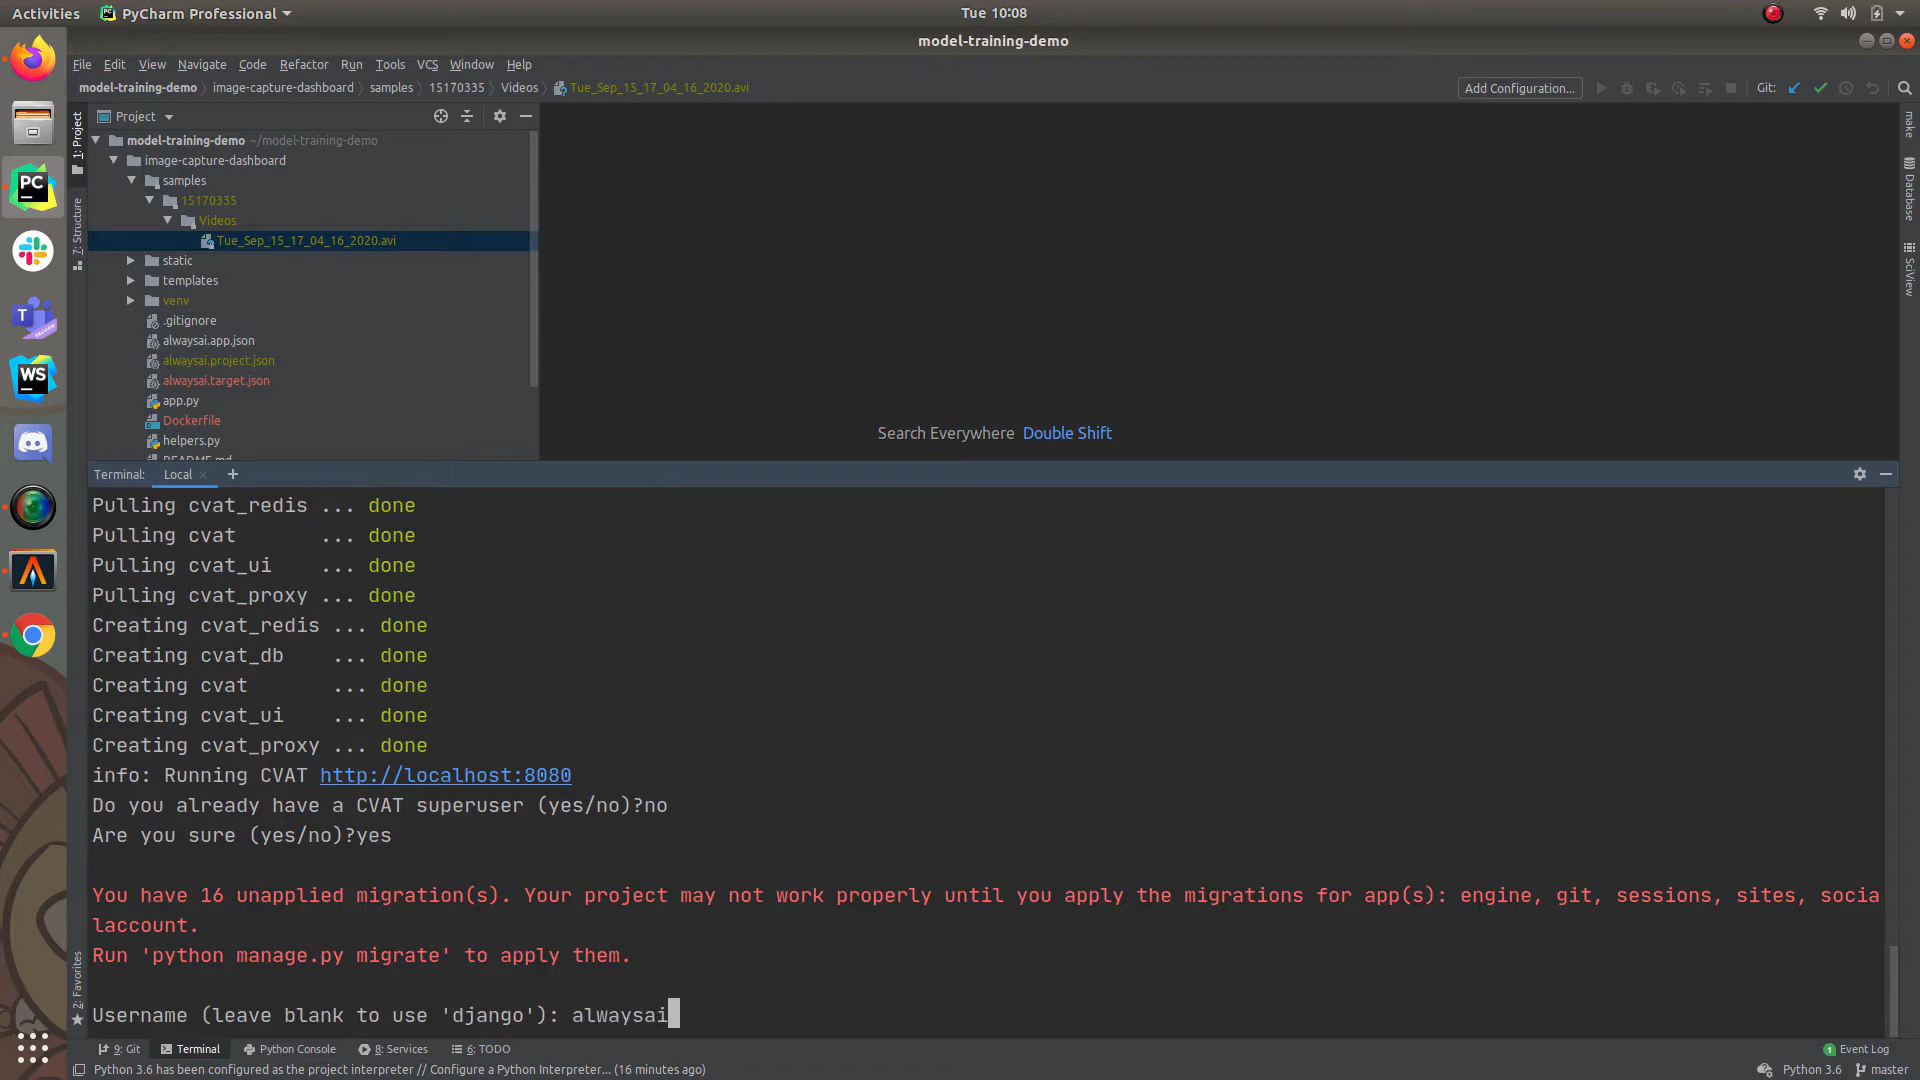 Activities
PyCharm Professional
Tue 10:08
model-training-demo
File Edit View Navigate Code Refactor Run Tools VCS Window Help
model-training-demo image-capture-dashboard samples 15170335 Videos Tue_Sep_15_17_04_16_2020.avi
Add Configuration...
Git:
Project
1: Project
model-training-demo ~/model-training-demo
image-capture-dashboard
samples
15170335
Videos
Tue_Sep_15_17_04_16_2020.avi
static
templates
venv
.gitignore
alwaysai.app.json
alwaysai.project.json
alwaysai.target.json
app.py
Dockerfile
helpers.py
README.md
7: Structure
2: Favorites
make
Database
SciView
PC
WS
T
PREVIEW
Search Everywhere Double Shift
Terminal: Local
Pulling cvat_redis ... done
Pulling cvat ... done
Pulling cvat_ui ... done
Pulling cvat_proxy ... done
Creating cvat_redis ... done
Creating cvat_db ... done
Creating cvat ... done
Creating cvat_ui ... done
Creating cvat_proxy ... done
info: Running CVAT http://localhost:8080
Do you already have a CVAT superuser (yes/no)?no
Are you sure (yes/no)?yes
You have 16 unapplied migration(s). Your project may not work properly until you apply the migrations for app(s): engine, git, sessions, sites, socia
laccount.
Run 'python manage.py migrate' to apply them.
Username (leave blank to use 'django'): alwaysai
9: Git Terminal Python Console 8: Services 6: TODO
1 Event Log
Python 3.6 has been configured as the project interpreter // Configure a Python Interpreter... (16 minutes ago)
Python 3.6 master